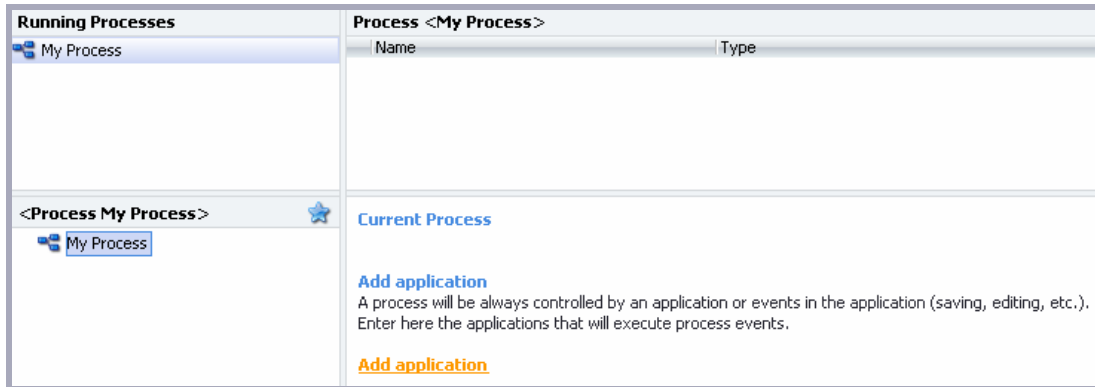 Running Processes
My Process
Process <My Process>
Name Type
<Process My Process>
My Process
Current Process
Add application
A process will be always controlled by an application or events in the application (saving, editing, etc.).
Enter here the applications that will execute process events.
Add application